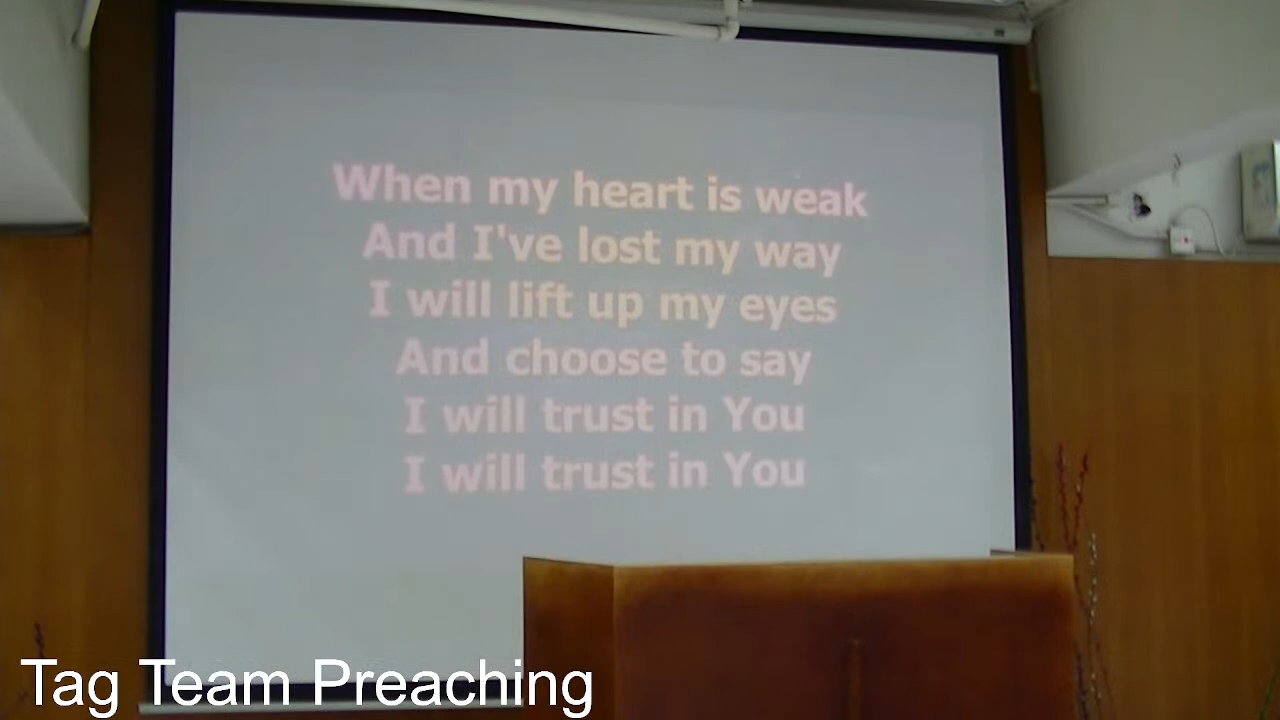 When my heart is weak
And I've lost my way
I will lift up my eyes
And choose to say
I will trust in You
I will trust in You
Tag Team Preaching